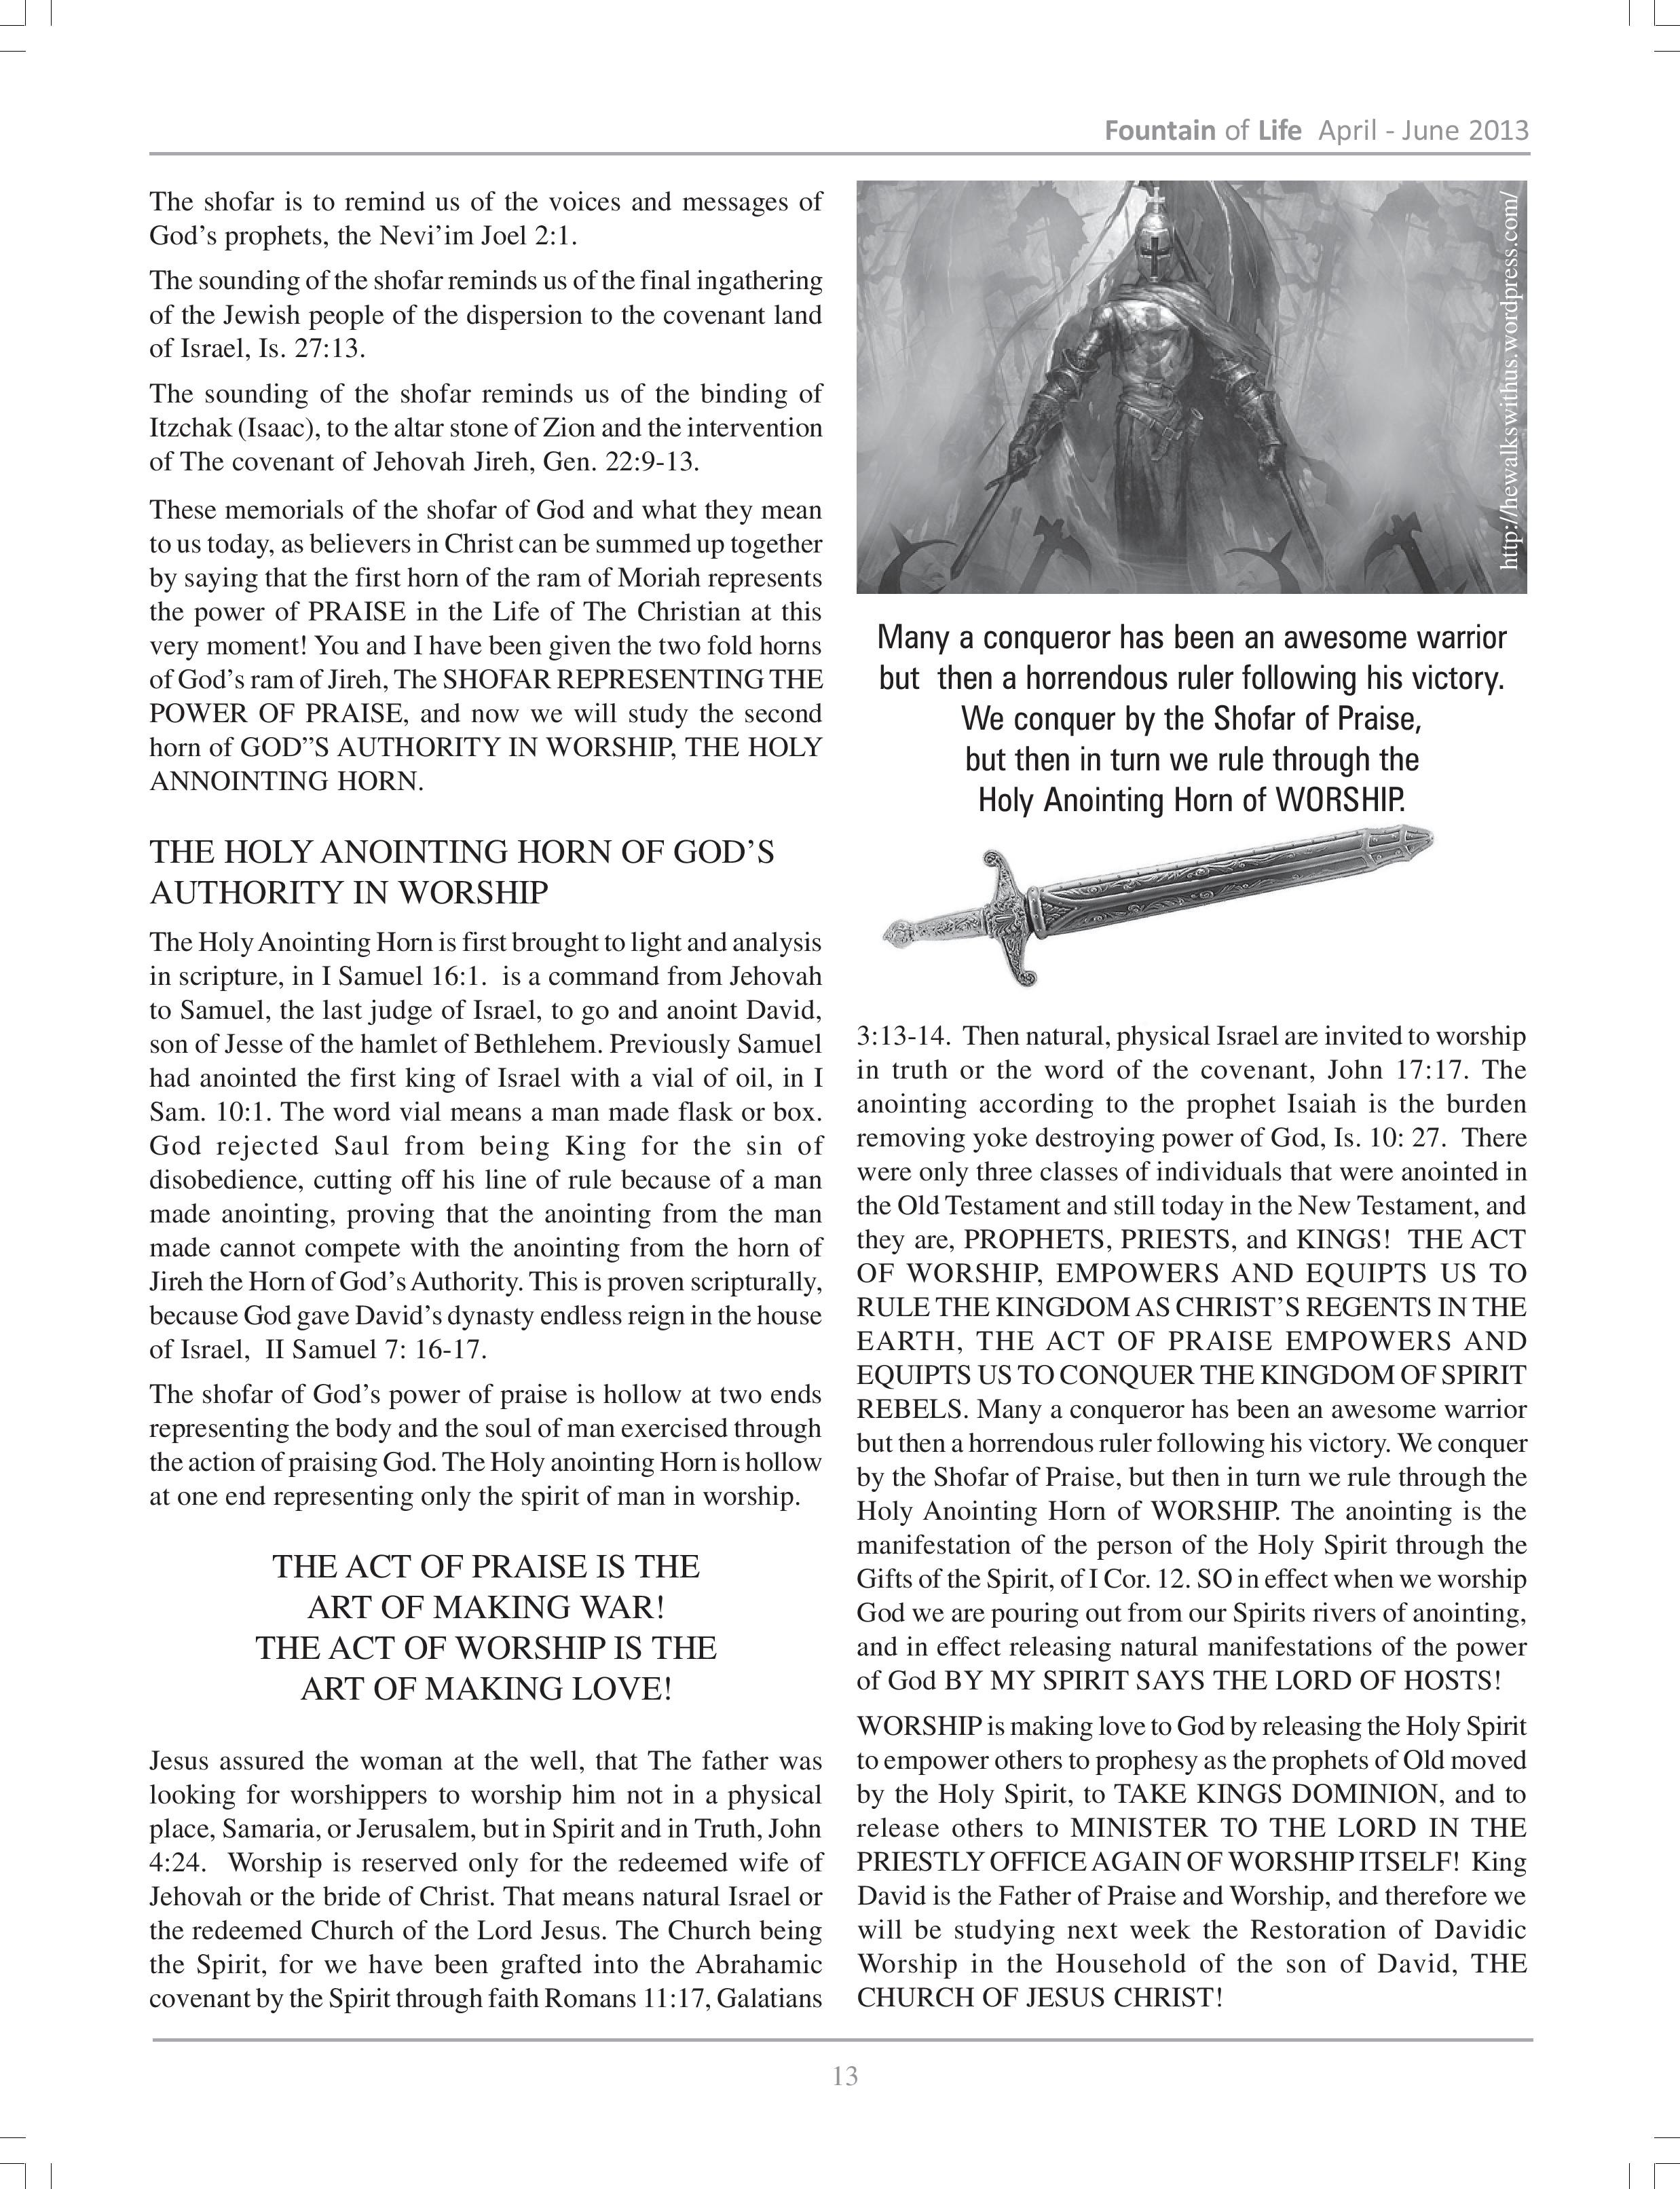 Fountain of Life April - June 2013
The shofar is to remind us of the voices and messages of
God's prophets, the Nevi'im Joel 2:1.
The sounding of the shofar reminds us of the final ingathering
of the Jewish people of the dispersion to the covenant land
of Israel, Is. 27:13.
The sounding of the shofar reminds us of the binding of
Itzchak (Isaac), to the altar stone of Zion and the intervention
of The covenant of Jehovah Jireh, Gen. 22:9-13.
These memorials of the shofar of God and what they mean
to us today, as believers in Christ can be summed up together
by saying that the first horn of the ram of Moriah represents
the power of PRAISE in the Life of The Christian at this
very moment! You and I have been given the two fold horns
of God's ram of Jireh, The SHOFAR REPRESENTING THE
POWER OF PRAISE, and now we will study the second
horn of GOD"S AUTHORITY IN WORSHIP, THE HOLY
ANNOINTING HORN.
THE HOLY ANOINTING HORN OF GOD'S
AUTHORITY IN WORSHIP
The Holy Anointing Horn is first brought to light and analysis
in scripture, in I Samuel 16:1. is a command from Jehovah
to Samuel, the last judge of Israel, to go and anoint David,
son of Jesse of the hamlet of Bethlehem. Previously Samuel
had anointed the first king of Israel with a vial of oil, in I
Sam. 10:1. The word vial means a man made flask or box.
God rejected Saul from being King for the sin of
disobedience, cutting off his line of rule because of a man
made anointing, proving that the anointing from the man
made cannot compete with the anointing from the horn of
Jireh the Horn of God's Authority. This is proven scripturally,
because God gave David's dynasty endless reign in the house
of Israel, II Samuel 7: 16-17.
The shofar of God's power of praise is hollow at two ends
representing the body and the soul of man exercised through
the action of praising God. The Holy anointing Horn is hollow
at one end representing only the spirit of man in worship.
THE ACT OF PRAISE IS THE
ART OF MAKING WAR!
THE ACT OF WORSHIP IS THE
ART OF MAKING LOVE!
Jesus assured the woman at the well, that The father was
looking for worshippers to worship him not in a physical
place, Samaria, or Jerusalem, but in Spirit and in Truth, John
4:24. Worship is reserved only for the redeemed wife of
Jehovah or the bride of Christ. That means natural Israel or
the redeemed Church of the Lord Jesus. The Church being
the Spirit, for we have been grafted into the Abrahamic
covenant by the Spirit through faith Romans 11:17, Galatians
http://hewalkswithus.wordpress.com/
Many a conqueror has been an awesome warrior
but then a horrendous ruler following his victory.
We conquer by the Shofar of Praise,
but then in turn we rule through the
Holy Anointing Horn of WORSHIP.
3:13-14. Then natural, physical Israel are invited to worship
in truth or the word of the covenant, John 17:17. The
anointing according to the prophet Isaiah is the burden
removing yoke destroying power of God, Is. 10: 27. There
were only three classes of individuals that were anointed in
the Old Testament and still today in the New Testament, and
they are, PROPHETS, PRIESTS, and KINGS! THE ACT
OF WORSHIP, EMPOWERS AND EQUIPTS US TO
RULE THE KINGDOM AS CHRIST'S REGENTS IN THE
EARTH, THE ACT OF PRAISE EMPOWERS AND
EQUIPTS US TO CONQUER THE KINGDOM OF SPIRIT
REBELS. Many a conqueror has been an awesome warrior
but then a horrendous ruler following his victory. We conquer
by the Shofar of Praise, but then in turn we rule through the
Holy Anointing Horn of WORSHIP. The anointing is the
manifestation of the person of the Holy Spirit through the
Gifts of the Spirit, of I Cor. 12. SO in effect when we worship
God we are pouring out from our Spirits rivers of anointing,
and in effect releasing natural manifestations of the power
of God BY MY SPIRIT SAYS THE LORD OF HOSTS!
WORSHIP is making love to God by releasing the Holy Spirit
to empower others to prophesy as the prophets of Old moved
by the Holy Spirit, to TAKE KINGS DOMINION, and to
release others to MINISTER TO THE LORD IN THE
PRIESTLY OFFICE AGAIN OF WORSHIP ITSELF! King
David is the Father of Praise and Worship, and therefore we
will be studying next week the Restoration of Davidic
Worship in the Household of the son of David, THE
CHURCH OF JESUS CHRIST!
13